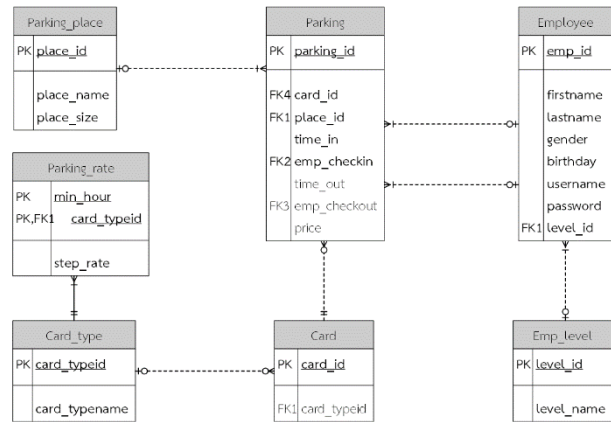 Parking_place
PK place_id
place_name
place_size
Parking
PK parking_id
FK4 card_id
FK1 place_id
time_in
FK2 emp_checkin
time_out
FK3 emp_checkout
price
Employee
PK emp_id
firstname
lastname
gender
birthday
username
password
FK1 level_id
Parking_rate
PK min_hour
PK,FK1 card_typeid
step_rate
Card_type
PK card_typeid
card_typename
Card
PK card_id
FK1 card_typeid
Emp_level
PK level_id
level_name